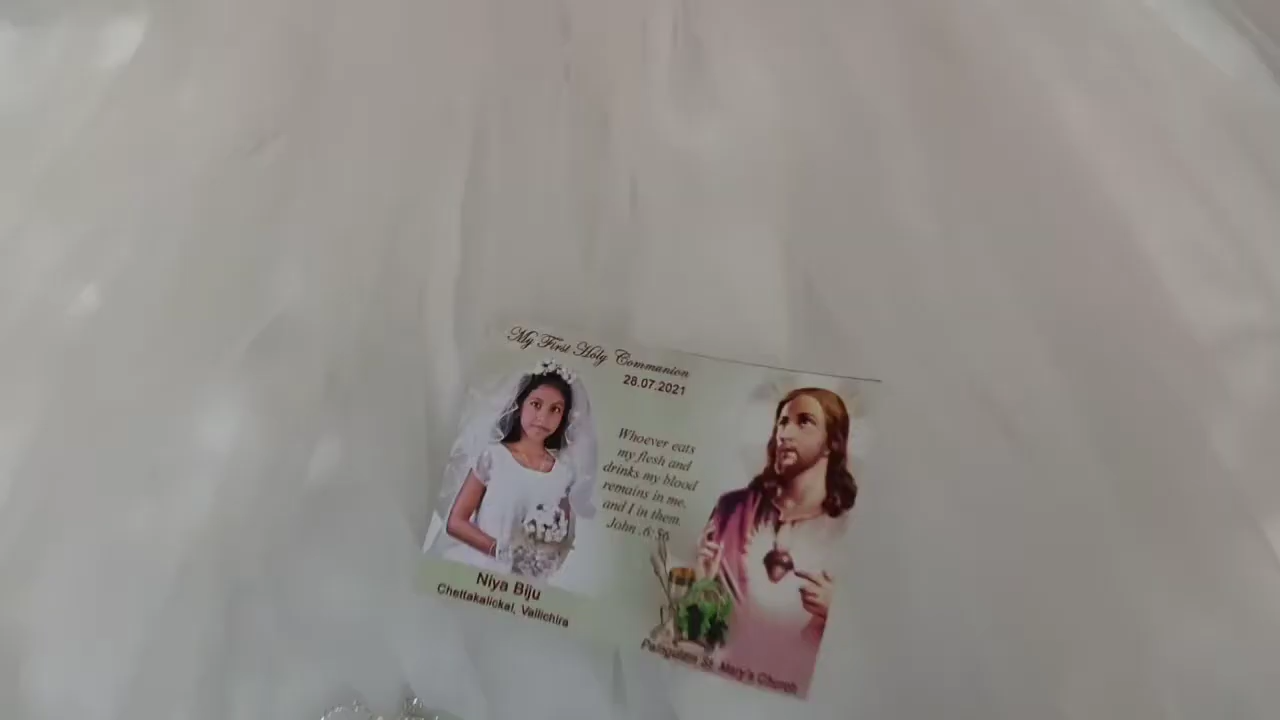 My First Holy Communion
28.07.2021
Whoever eats
my flesh and
drinks my blood
remains in me,
and I in them.
John .6:56
Niya Biju
Chettakalickal, Vallichira
St. Mary's Church